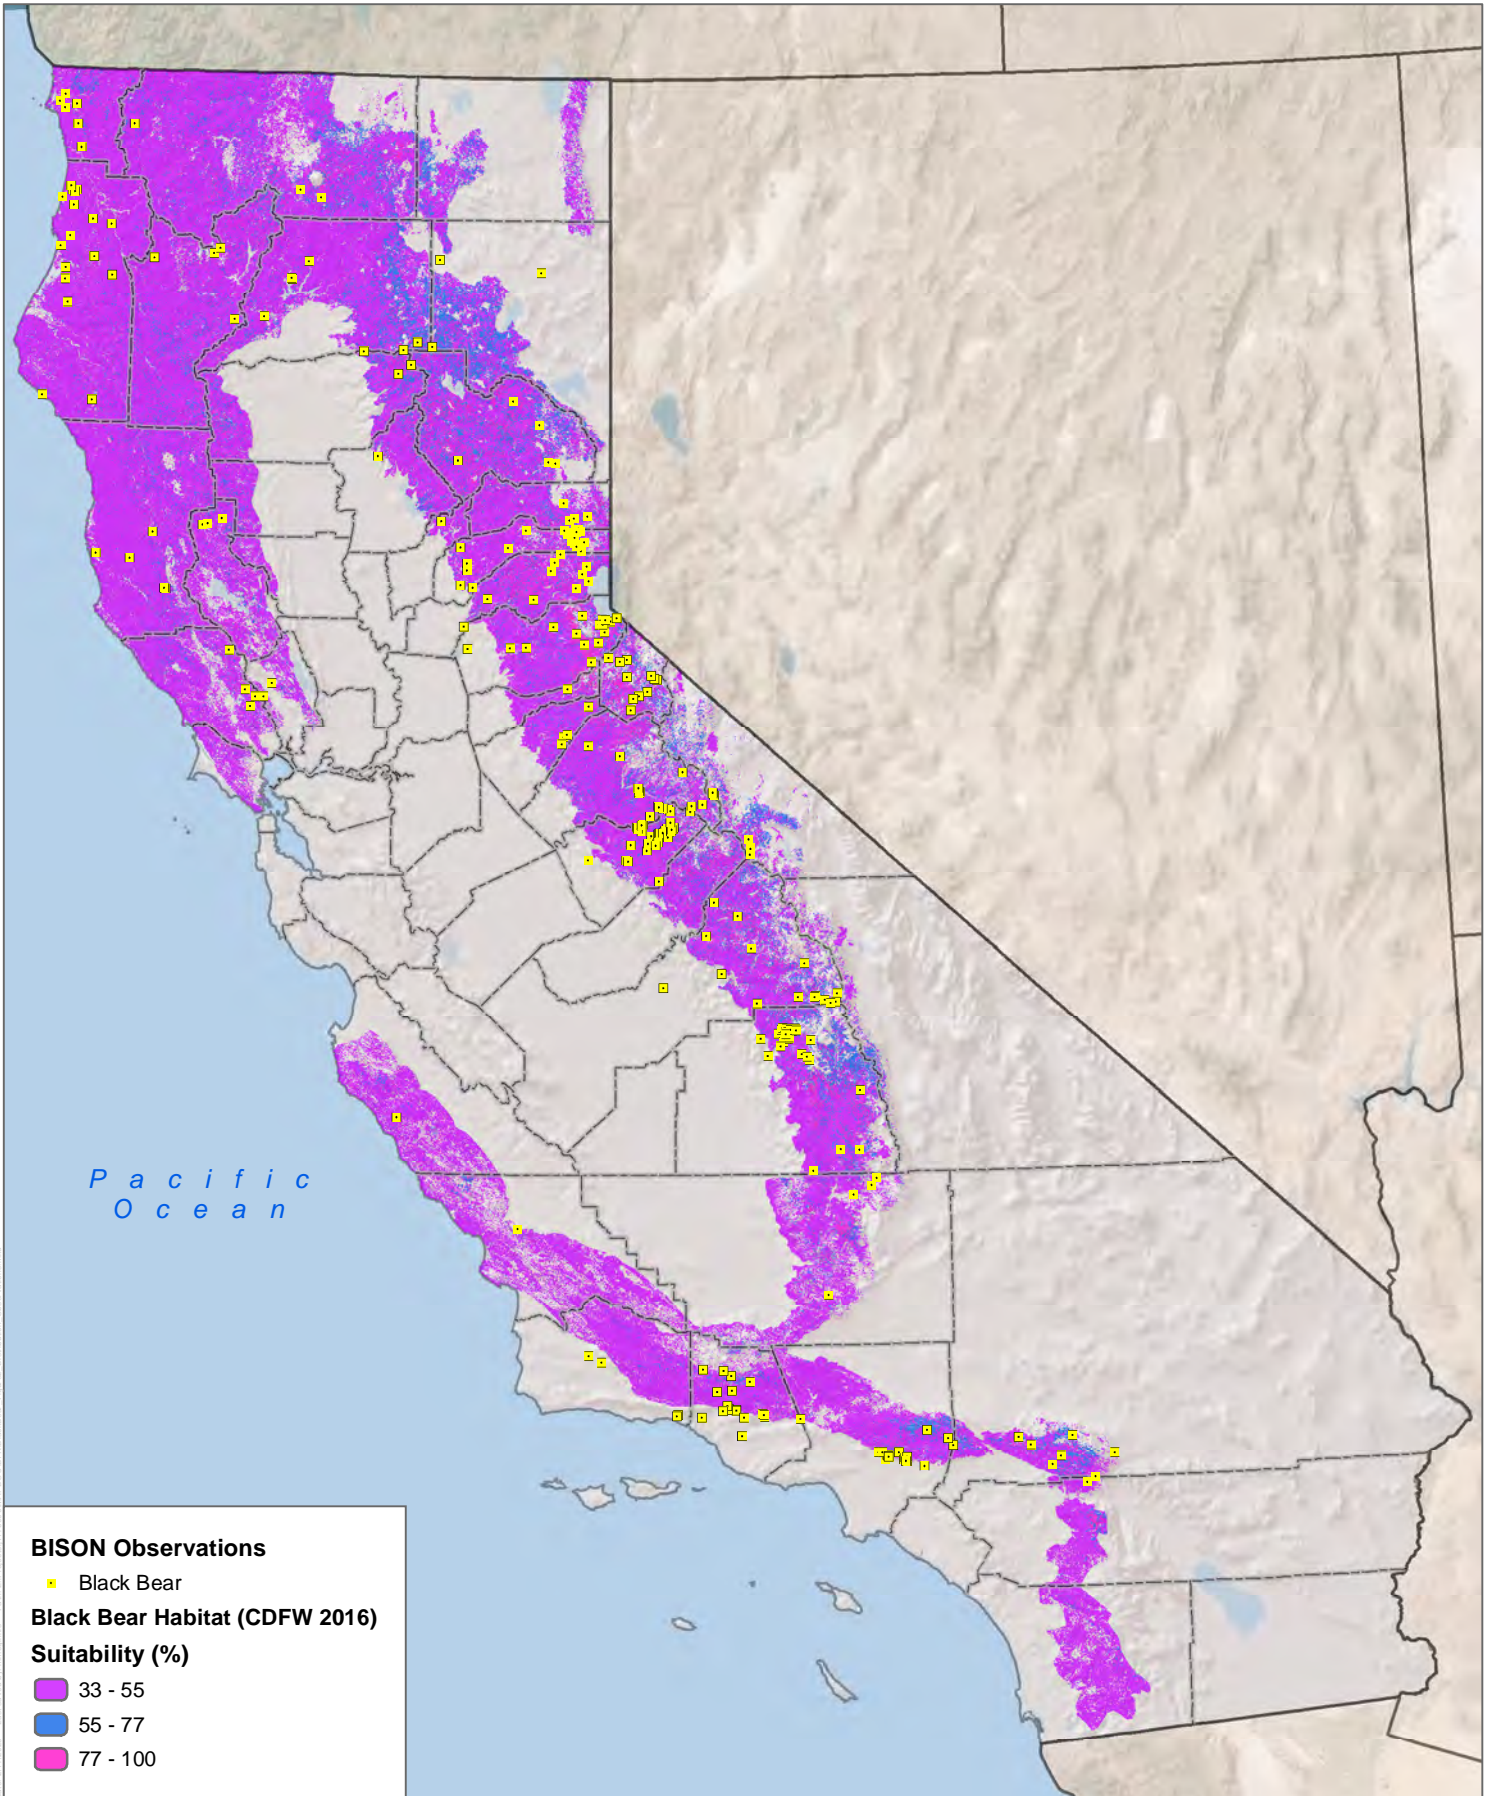 P a c i f i c
O c e a n
BISON Observations
Black Bear
Black Bear Habitat (CDFW 2016)
Suitability (%)
33 - 55
55 - 77
77 - 100